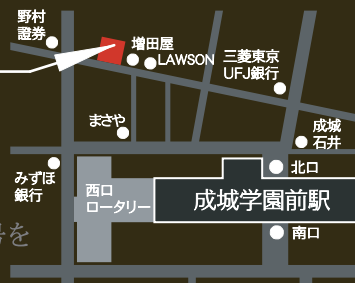 野村
證券
増田屋
LAWSON
三菱東京
UFJ銀行
まさや
成城
石井
みずほ
銀行
西口
ロータリー
北口
成城学園前駅
南口
を